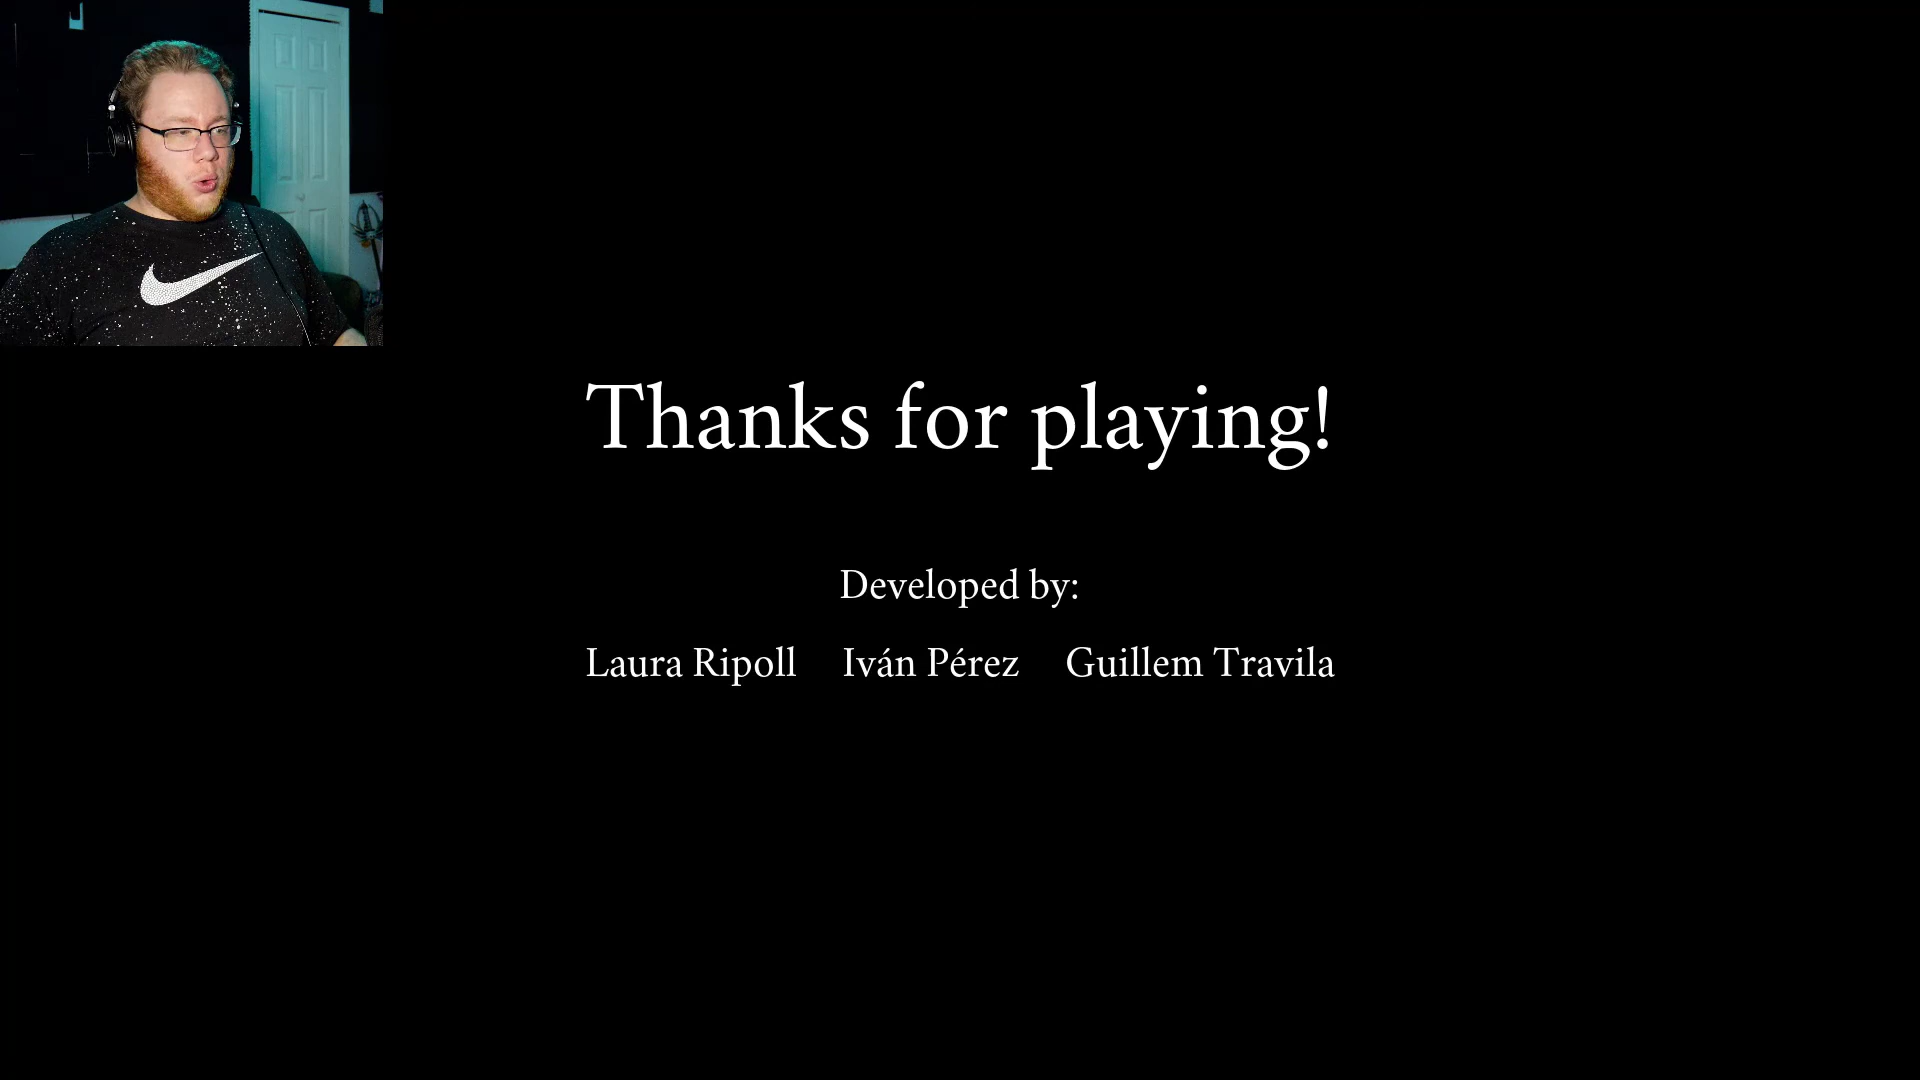 Thanks for playing!
Developed by:
Laura Ripoll Iván Pérez Guillem Travila